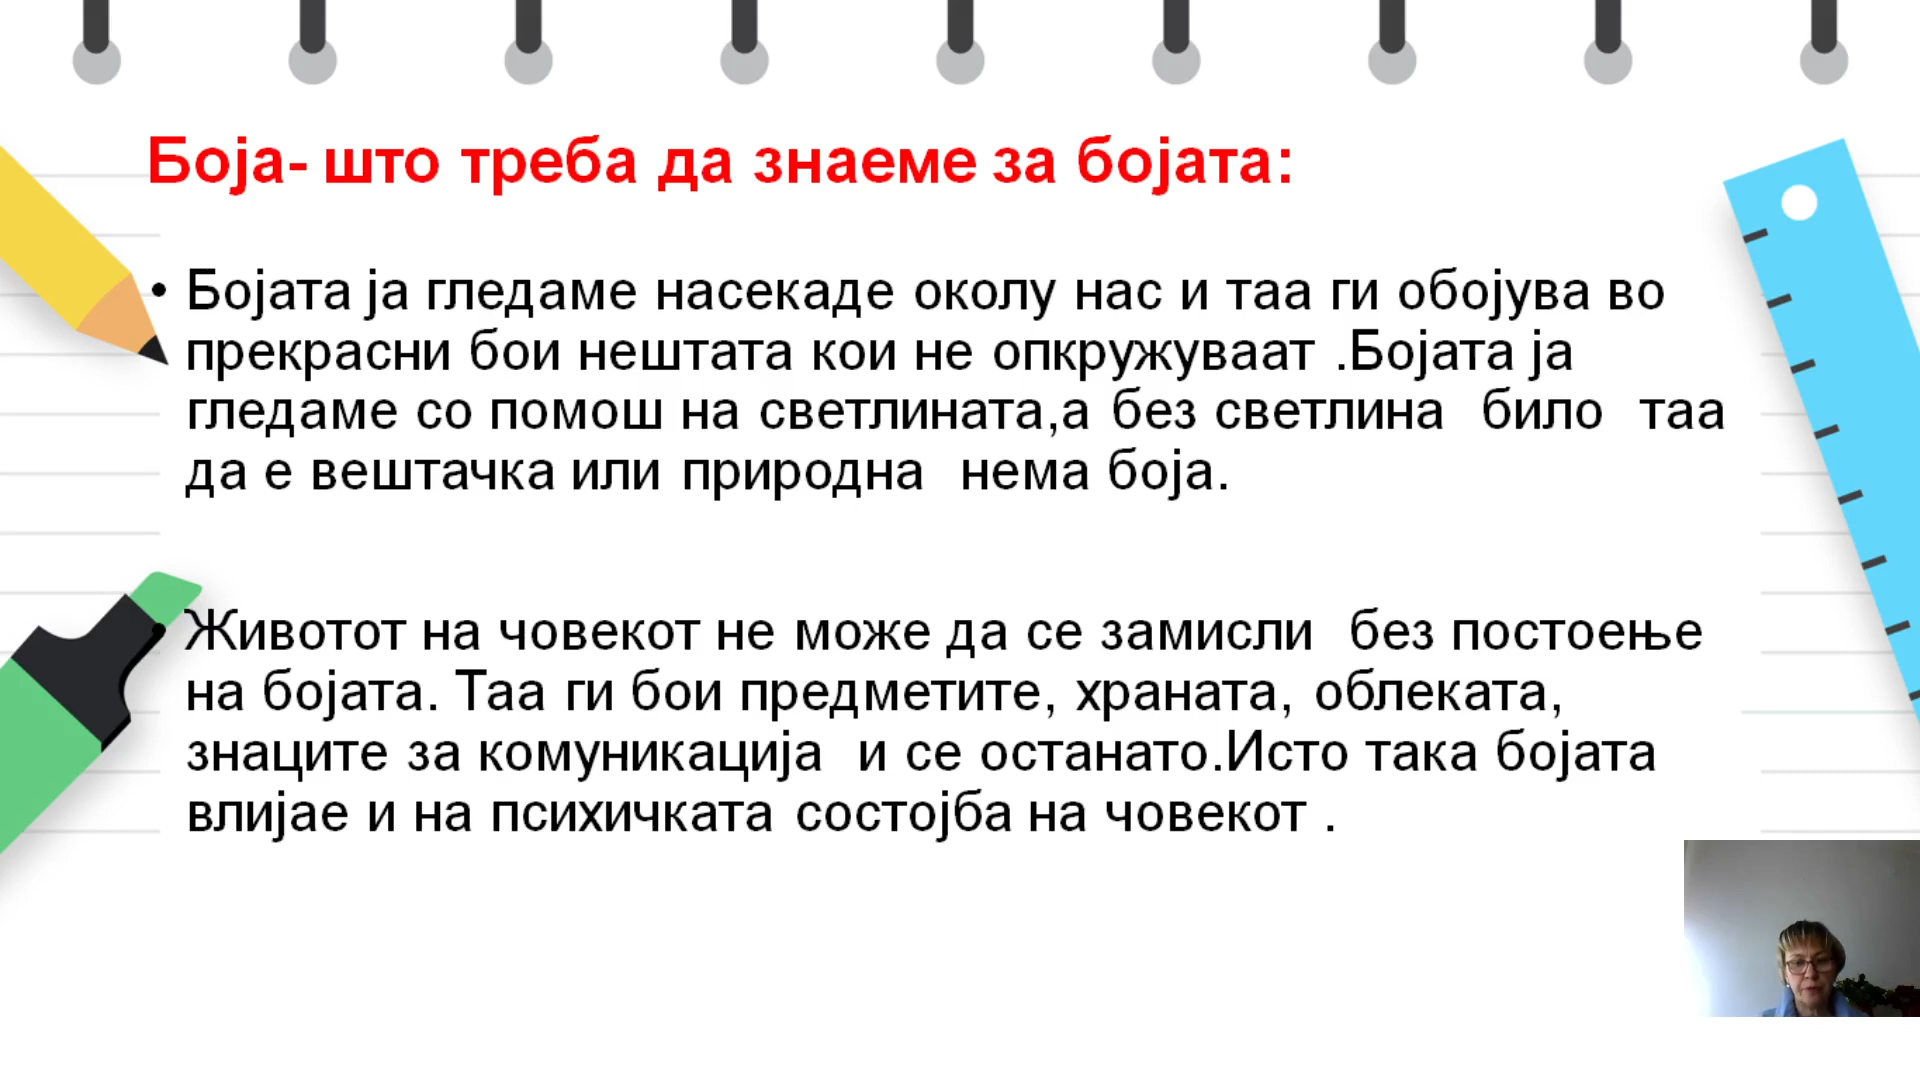 Боја- што треба да знаеме за бојата:
• Бојата ја гледаме насекаде околу нас и таа ги обојува во
прекрасни бои нештата кои не опкружуваат .Бојата ја
гледаме со помош на светлината,а без светлина било таа
да е вештачка или природна нема боја.
• Животот на човекот не може да се замисли без постоење
на бојата. Таа ги бои предметите, храната, облеката,
знаците за комуникација и се останато.Исто така бојата
влијае и на психичката состојба на човекот .